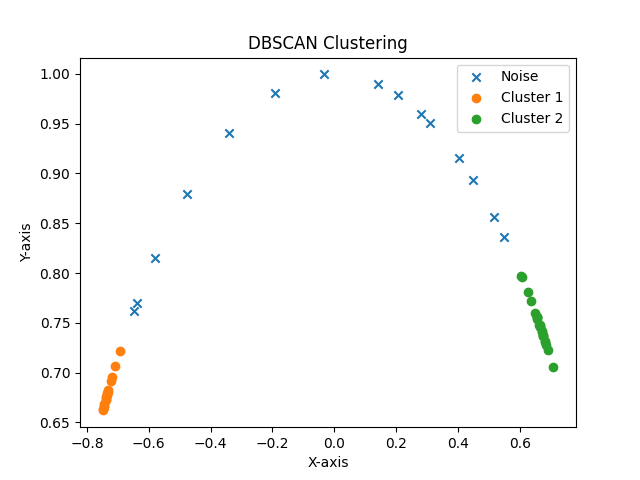 DBSCAN Clustering
Noise
Cluster 1
Cluster 2
Y-axis
1.00
0.95
0.90
0.85
0.80
0.75
0.70
0.65
−0.8 −0.6 −0.4 −0.2 0.0 0.2 0.4 0.6
X-axis